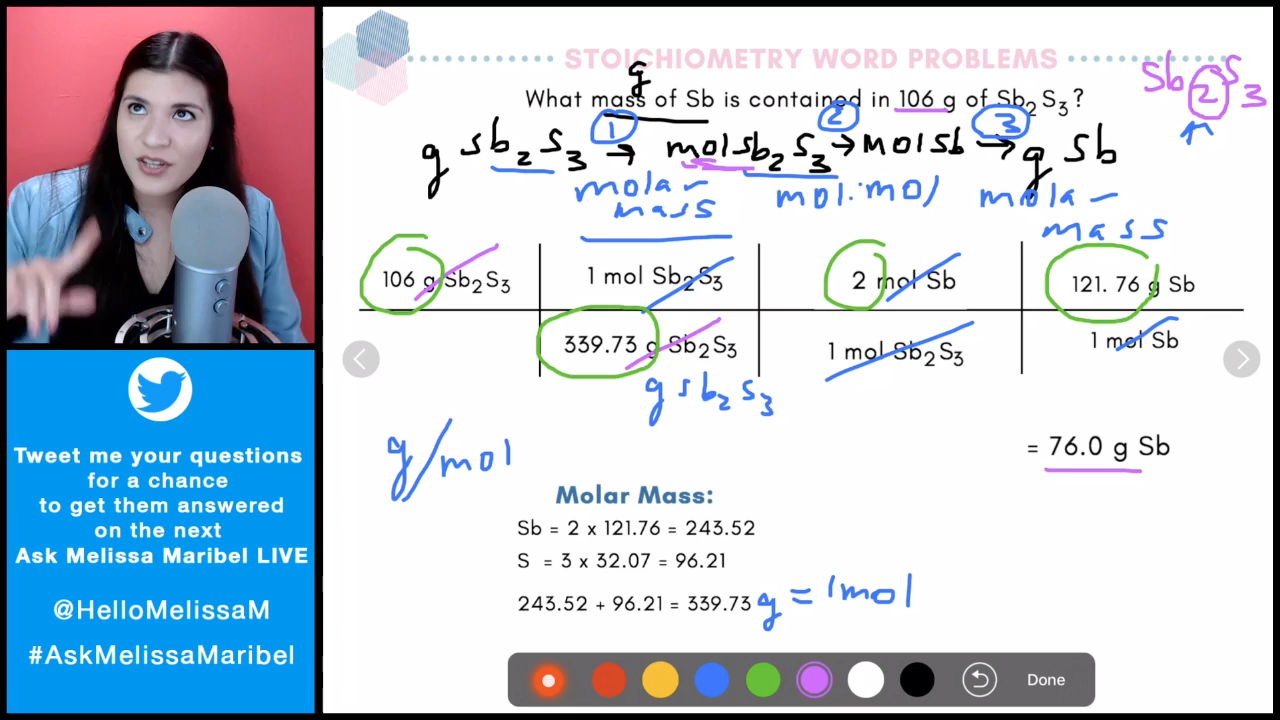 STOICHIOMETRY WORD PROBLEMS
Sb2S3
g
What mass of Sb is contained in 106 g of Sb₂S₃?
1 2 3
g Sb2S3 → mol Sb2S3 → mol Sb → g Sb
molar mass mol:mol molar mass
106 g Sb₂S₃ 1 mol Sb₂S₃ 2 mol Sb 121. 76 g Sb
339.73 g Sb₂S₃ 1 mol Sb₂S₃ 1 mol Sb
g Sb2S3
g/mol
= 76.0 g Sb
Molar Mass:
Sb = 2 x 121.76 = 243.52
S = 3 x 32.07 = 96.21
243.52 + 96.21 = 339.73 g = 1mol
Tweet me your questions
for a chance
to get them answered
on the next
Ask Melissa Maribel LIVE
@HelloMelissaM
#AskMelissaMaribel
Done